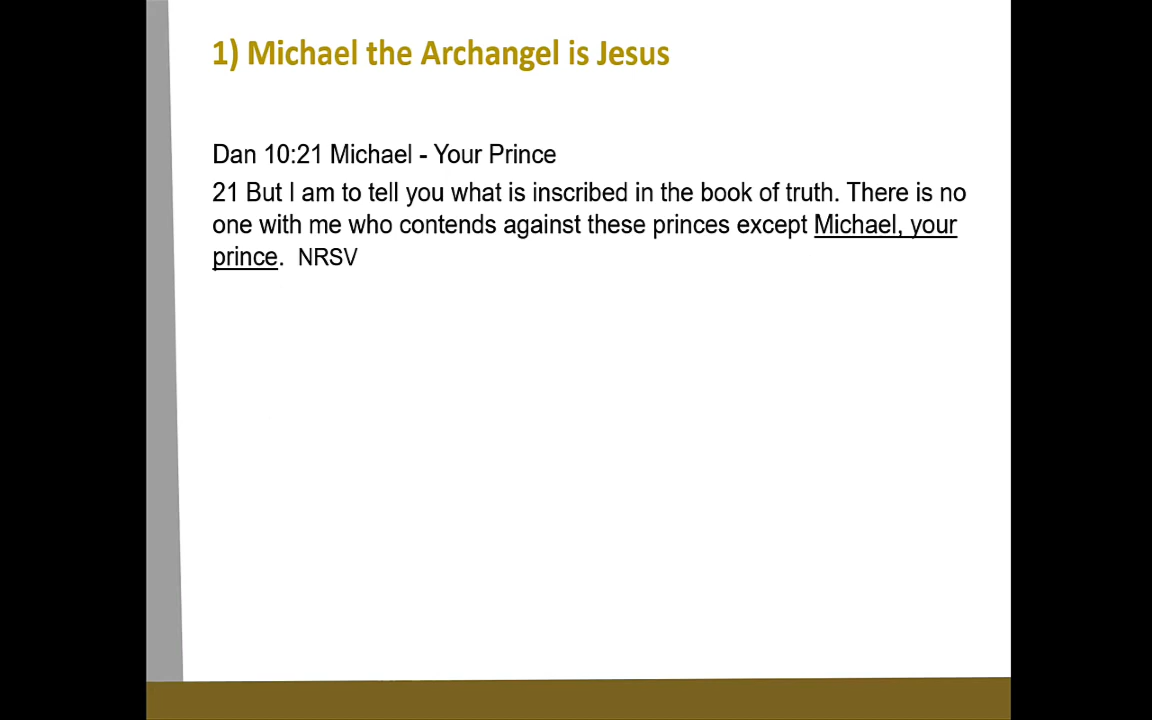 1) Michael the Archangel is Jesus
Dan 10:21 Michael - Your Prince
21 But I am to tell you what is inscribed in the book of truth. There is no
one with me who contends against these princes except Michael, your
prince.  NRSV